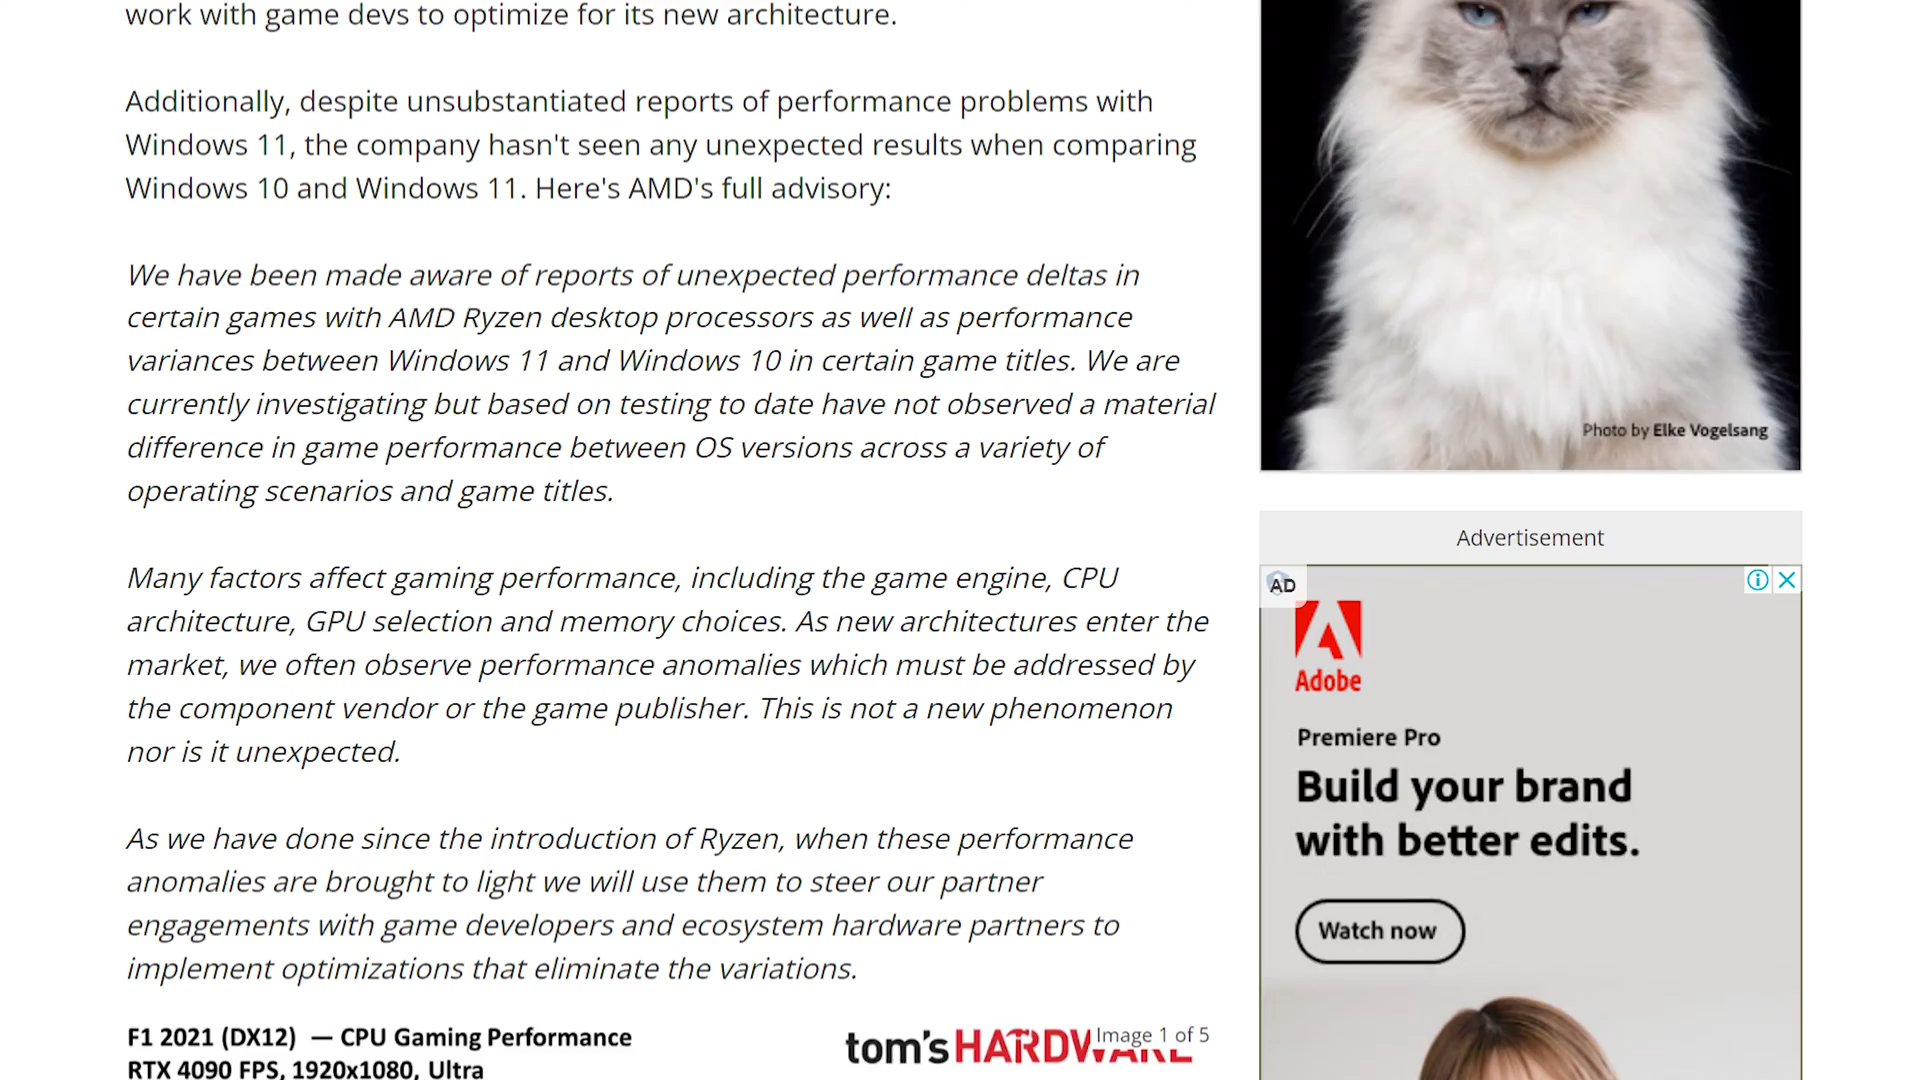 work with game devs to optimize for its new architecture.
Additionally, despite unsubstantiated reports of performance problems with
Windows 11, the company hasn't seen any unexpected results when comparing
Windows 10 and Windows 11. Here's AMD's full advisory:
We have been made aware of reports of unexpected performance deltas in
certain games with AMD Ryzen desktop processors as well as performance
variances between Windows 11 and Windows 10 in certain game titles. We are
currently investigating but based on testing to date have not observed a material
difference in game performance between OS versions across a variety of
operating scenarios and game titles.
Many factors affect gaming performance, including the game engine, CPU
architecture, GPU selection and memory choices. As new architectures enter the
market, we often observe performance anomalies which must be addressed by
the component vendor or the game publisher. This is not a new phenomenon
nor is it unexpected.
As we have done since the introduction of Ryzen, when these performance
anomalies are brought to light we will use them to steer our partner
engagements with game developers and ecosystem hardware partners to
implement optimizations that eliminate the variations.
F1 2021 (DX12) — CPU Gaming Performance
RTX 4090 FPS, 1920x1080, Ultra
tom's HARDWARE
Image 1 of 5
Photo by Elke Vogelsang
Advertisement
AD
Adobe
Premiere Pro
Build your brand
with better edits.
Watch now